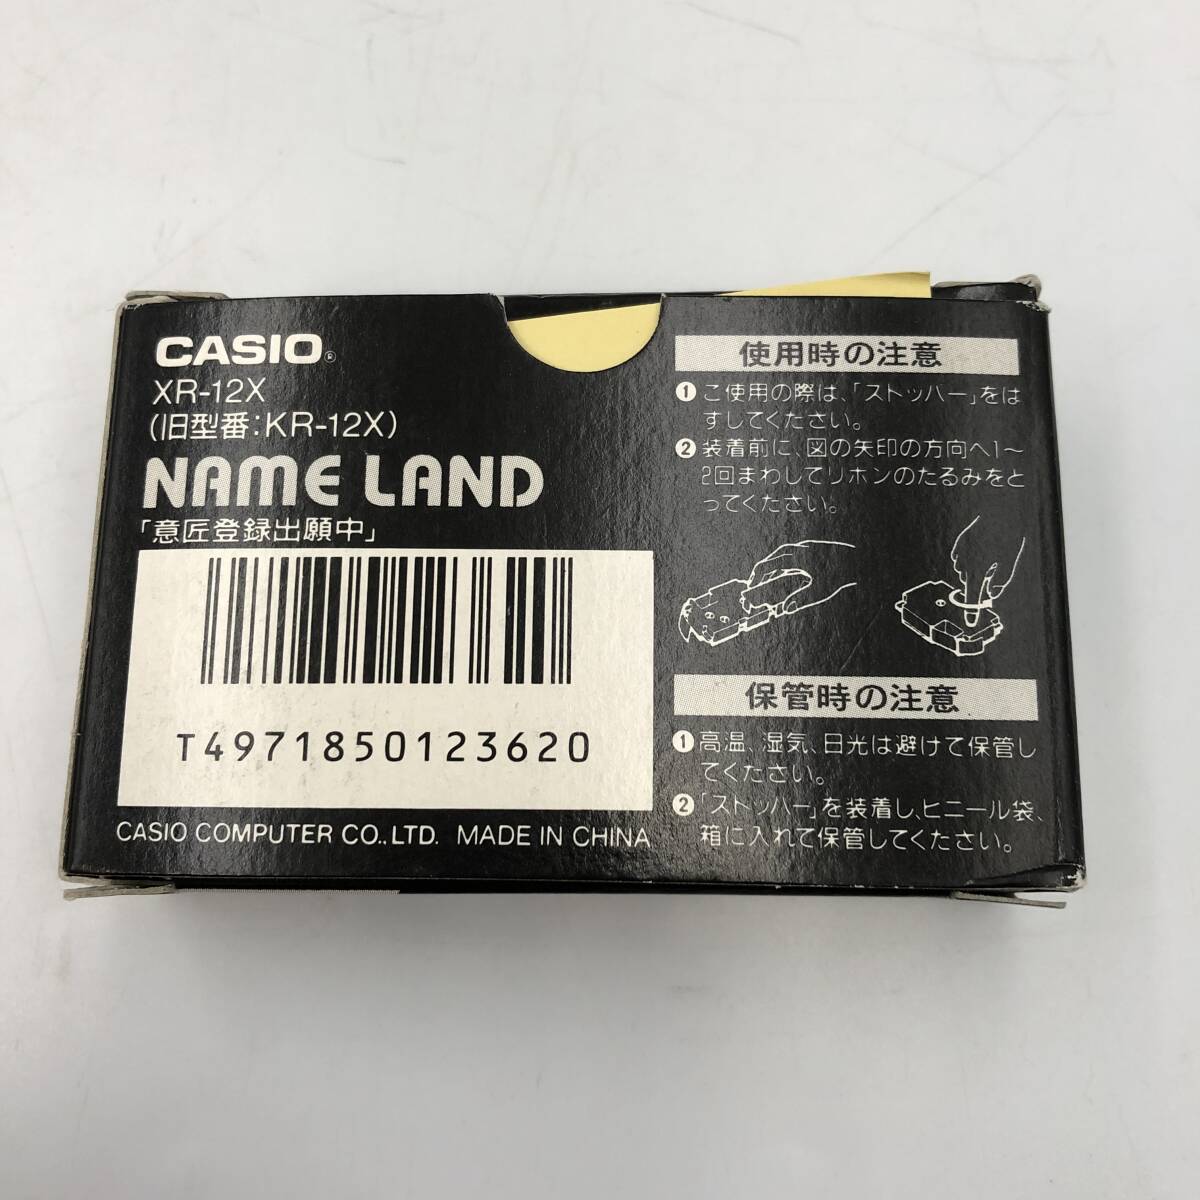 CASIO®
XR-12X
(旧型番:KR-12X)
NAME LAND
「意匠登録出願中」
T4971850123620
CASIO COMPUTER CO.,LTD. MADE IN CHINA
使用時の注意
❶ ご使用の際は、「ストッパー」をは
すしてください。
❷ 装着前に、図の矢印の方向へ1〜
2回まわしてリボンのたるみをと
ってください。
保管時の注意
❶ 高温、湿気、日光は避けて保管し
てください。
❷ 「ストッパー」を装着し、ビニール袋、
箱に入れて保管してください。